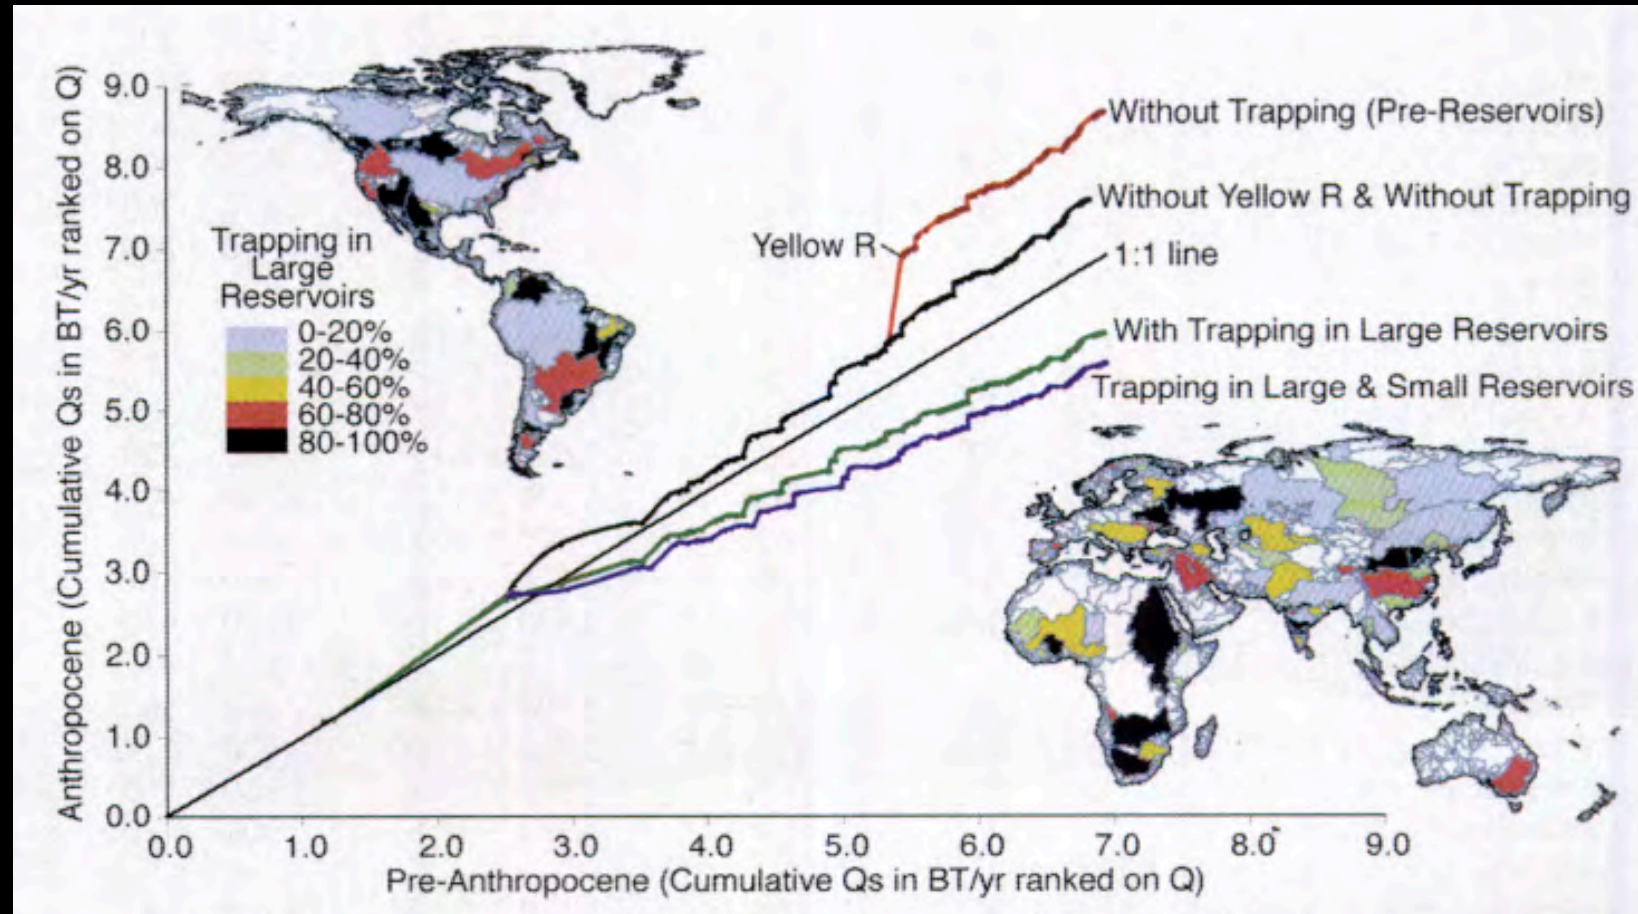 Anthropocene (Cumulative Qs in BT/yr ranked on Q)
9.0
8.0
7.0
6.0
5.0
4.0
3.0
2.0
1.0
0.0
Trapping in
Large
Reservoirs
0-20%
20-40%
40-60%
60-80%
80-100%
Without Trapping (Pre-Reservoirs)
Without Yellow R & Without Trapping
Yellow R
1:1 line
With Trapping in Large Reservoirs
Trapping in Large & Small Reservoirs
0.0 1.0 2.0 3.0 4.0 5.0 6.0 7.0 8.0 9.0
Pre-Anthropocene (Cumulative Qs in BT/yr ranked on Q)